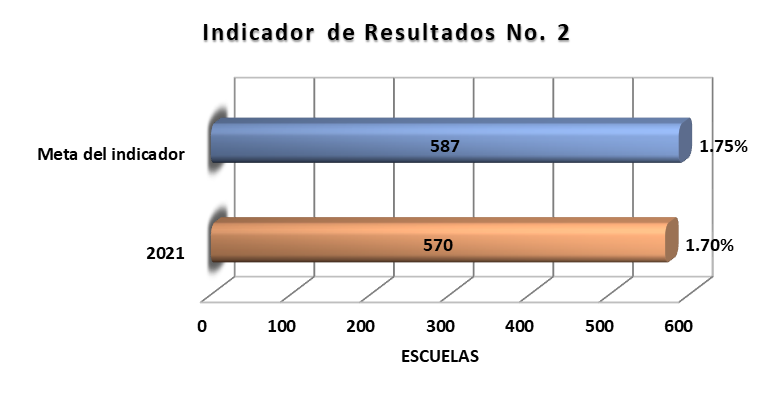 Indicador de Resultados No. 2
Meta del indicador 587 1.75%
2021 570 1.70%
0 100 200 300 400 500 600
ESCUELAS